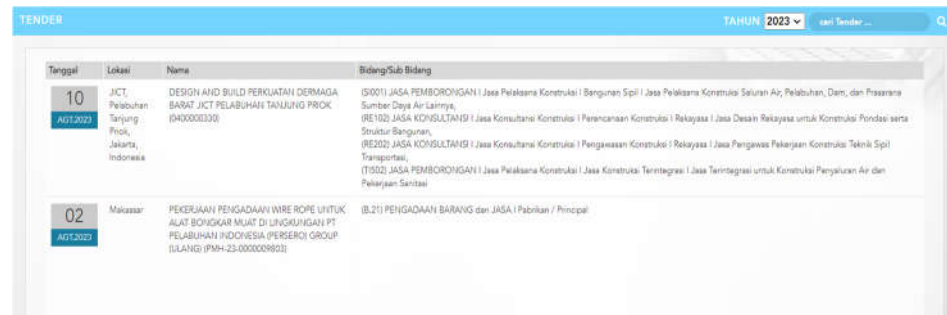 TENDER
TAHUN 2023 cari Tender ...
Tanggal Lokasi Nama Bidang/Sub Bidang
10
AGT.2023
JICT,
Pelabuhan
Tanjung
Priok,
Jakarta,
Indonesia
DESIGN AND BUILD PERKUATAN DERMAGA
BARAT JICT PELABUHAN TANJUNG PRIOK
(0400000330)
(SI001) JASA PEMBORONGAN | Jasa Pelaksana Konstruksi | Bangunan Sipil | Jasa Pelaksana Konstruksi Saluran Air, Pelabuhan, Dam, dan Prasarana
Sumber Daya Air Lainnya,
(RE102) JASA KONSULTANSI | Jasa Konsultansi Konstruksi | Perencanaan Konstruksi | Rekayasa | Jasa Desain Rekayasa untuk Konstruksi Pondasi serta
Struktur Bangunan,
(RE202) JASA KONSULTANSI | Jasa Konsultansi Konstruksi | Pengawasan Konstruksi | Rekayasa | Jasa Pengawas Pekerjaan Konstruksi Teknik Sipil
Transportasi,
(TI502) JASA PEMBORONGAN | Jasa Pelaksana Konstruksi | Jasa Konstruksi Terintegrasi | Jasa Terintegrasi untuk Konstruksi Penyaluran Air dan
Pekerjaan Sanitasi
02
AGT.2023
Makassar
PEKERJAAN PENGADAAN WIRE ROPE UNTUK
ALAT BONGKAR MUAT DI LINGKUNGAN PT
PELABUHAN INDONESIA (PERSERO) GROUP
(ULANG) (PMH-23-0000009803)
(B.21) PENGADAAN BARANG dan JASA | Pabrikan / Principal